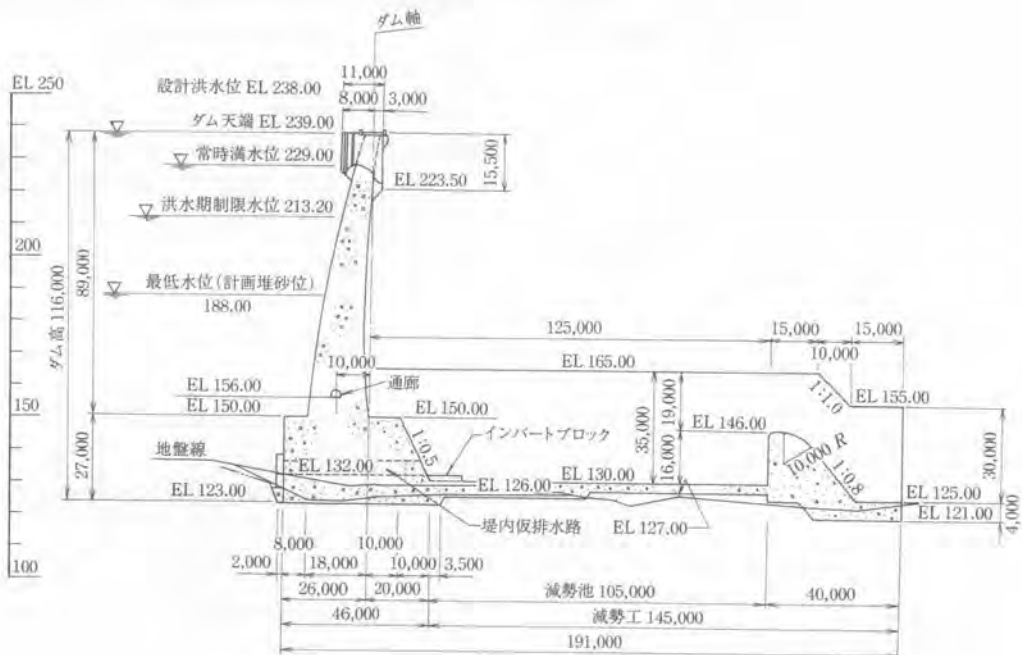 ダム軸
EL 250
設計洪水位 EL 238.00
11,000
8,000
3,000
ダム天端 EL 239.00
常時満水位 229.00
EL 223.50
15,500
洪水期制限水位 213.20
200
最低水位(計画堆砂位)
188.00
ダム高 116,000
89,000
125,000
15,000
15,000
10,000
EL 165.00
10,000
通廊
EL 156.00
EL 150.00
150
EL 150.00
1:1.0
EL 155.00
35,000
19,000
EL 146.00
インバートブロック
1:0.5
27,000
地盤線
EL 132.00
EL 130.00
16,000
10,000 R
1:0.8
30,000
EL 123.00
EL 126.00
EL 125.00
EL 127.00
EL 121.00
4,000
堤内仮排水路
8,000
10,000
100
2,000
18,000
10,000
3,500
26,000
20,000
減勢池 105,000
40,000
46,000
減勢工 145,000
191,000